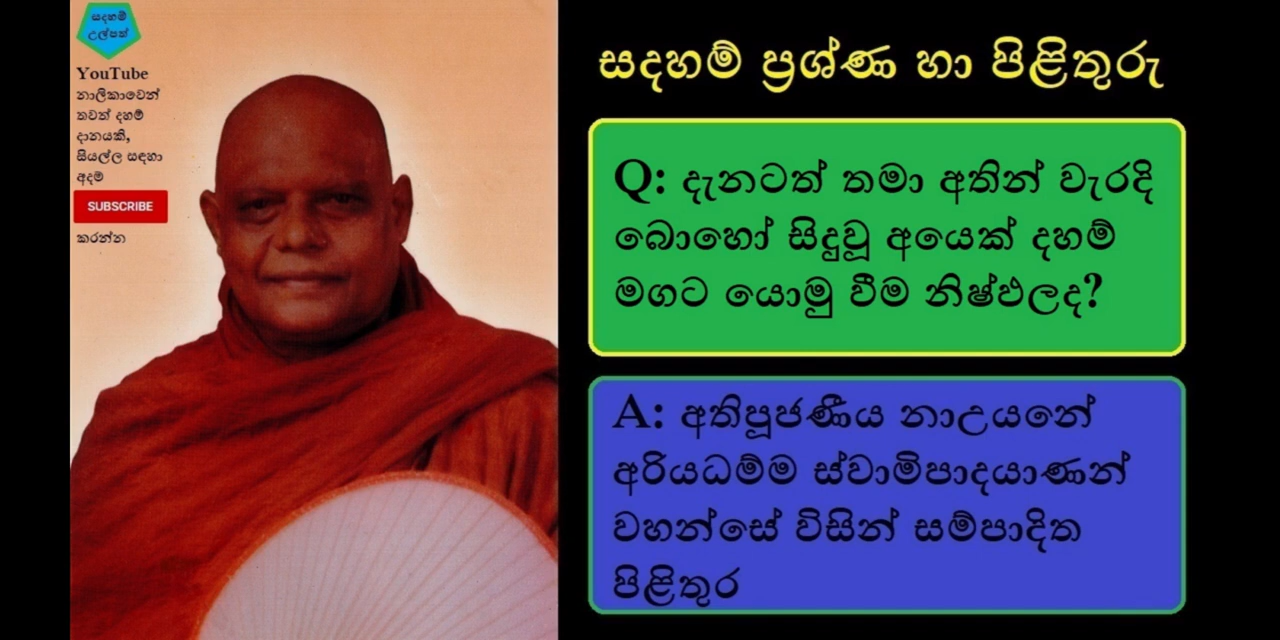 සදහම්
උල්පත්
YouTube
නාලිකාවෙන්
තවත් දහම්
දානයකි,
සියල්ල සඳහා
අදම
SUBSCRIBE
කරන්න
සදහම් ප්‍රශ්ණ හා පිළිතුරු
Q: දැනටත් තමා අතින් වැරදි
බොහෝ සිදුවූ අයෙක් දහම්
මගට යොමු වීම නිෂ්ඵලද?
A: අතිපූජණීය නාඋයනේ
අරියධම්ම ස්වාමිපාදයාණන්
වහන්සේ විසින් සම්පාදිත
පිළිතුර